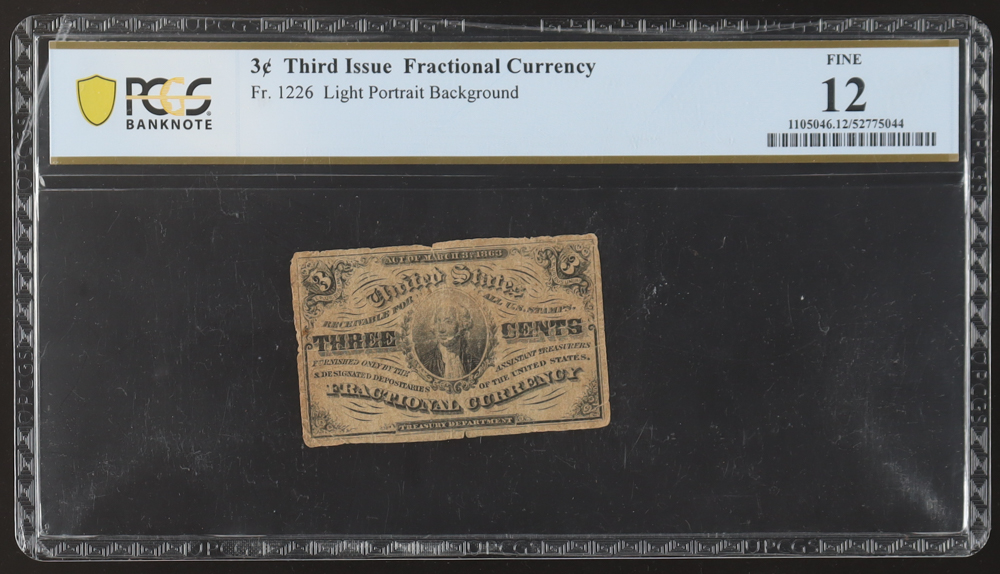 PCGS
BANKNOTE
3¢ Third Issue Fractional Currency
Fr. 1226 Light Portrait Background
FINE
12
1105046.12/52775044
ACT OF MARCH 3D 1863
3
3
United States
RECEIVABLE FOR ALL U.S. STAMPS.
THREE CENTS
FURNISHED ONLY BY THE ASSISTANT TREASURERS
& DESIGNATED DEPOSITARIES OF THE UNITED STATES.
FRACTIONAL CURRENCY
TREASURY DEPARTMENT